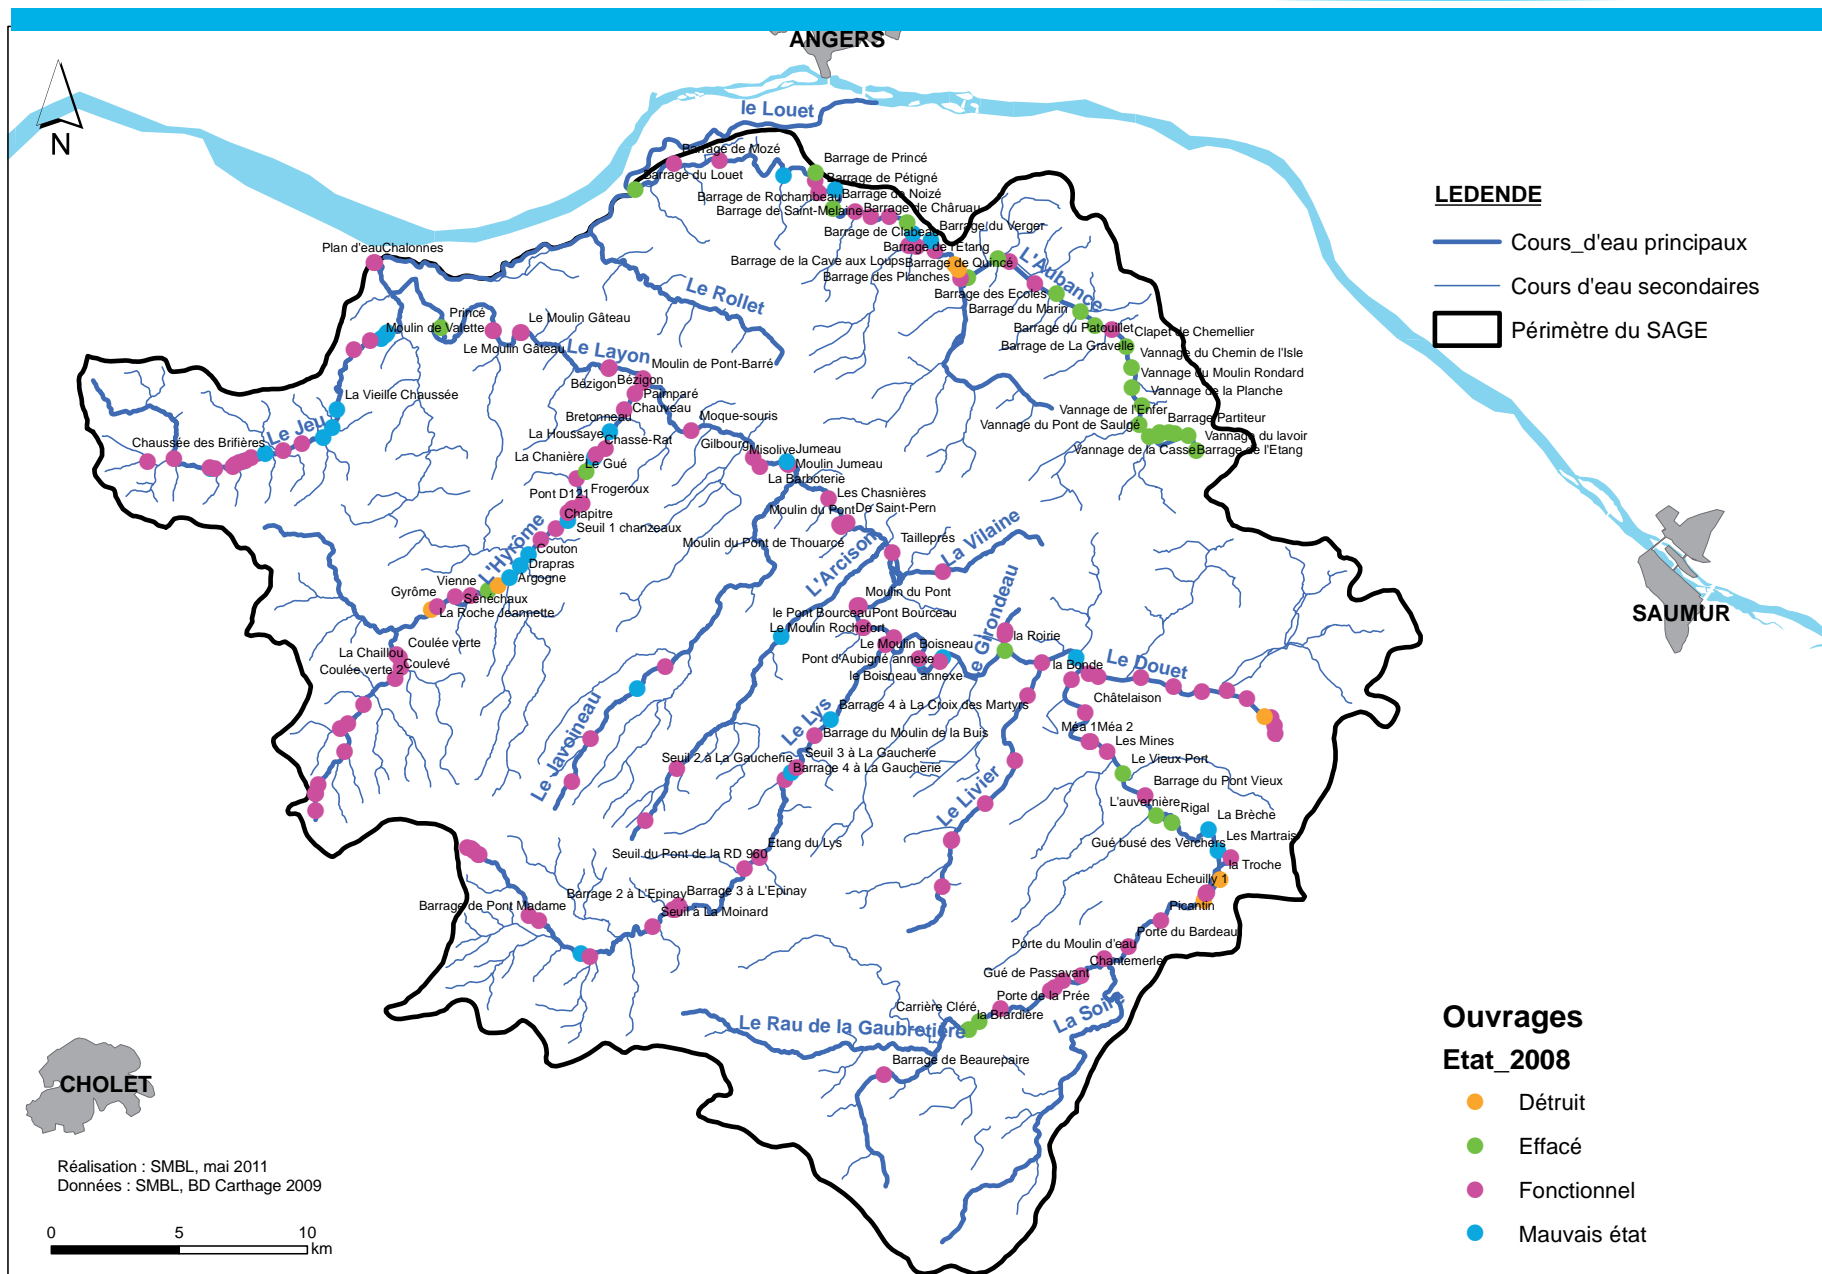 ANGERS
N
le Louet
Barrage de Mozé
Barrage du Louet
Barrage de Princé
Barrage de Pétigné
Barrage de Rochambeau
Barrage de Noizé
Barrage de Saint-Melaine
Barrage de Châruau
Barrage de Clabeau
Barrage du Verger
Barrage de l'Etang
Barrage de la Cave aux Loups
Barrage de Quincé
Barrage des Planches
L'Aubance
Barrage des Ecoles
Barrage du Marin
Barrage du Patouillet
Clapet de Chemellier
Barrage de La Gravelle
Vannage du Chemin de l'Isle
Vannage du Moulin Rondard
Vannage de la Planche
Vannage de l'Enfer
Barrage Partiteur
Vannage du Pont de Saulgé
Vannage du lavoir
Vannage de la Casse
Barrage de l'Etang
LEDENDE
Cours_d'eau principaux
Cours d'eau secondaires
Périmètre du SAGE
Plan d'eau
Chalonnes
Le Rollet
Princé
Moulin de Valette
Le Moulin Gâteau
Le Moulin Gâteau
Le Layon
Moulin de Pont-Barré
Bézigon
Bézigon
Paimparé
Chauveau
Bretonneau
Moque-souris
La Houssaye
Chasse-Rat
Gilbourg
La Chanière
Le Gué
Misolive
Jumeau
Moulin Jumeau
La Barboterie
La Vieille Chaussée
Le Jeu
Chaussée des Brifières
Pont D121
Frogeroux
Chapitre
Seuil 1 chanzeaux
Les Chasnières
Moulin du Pont
De Saint-Pern
Moulin du Pont de Thouarcé
Tailleprés
L'Hyrôme
Couton
Drapras
Argogne
Vienne
Gyrôme
Sénéchaux
La Roche Jeannette
L'Arcison
La Vilaine
Moulin du Pont
le Pont Bourceau
Pont Bourceau
Le Moulin Rochefort
Le Moulin Boisneau
Pont d'Aubigné annexe
le Boisneau annexe
le Girondeau
la Roirie
la Bonde
Le Douet
Coulée verte
La Chaillou
Coulevé
Coulée verte 2
SAUMUR
Châtelaison
Barrage 4 à La Croix des Martyrs
Le Lys
Barrage du Moulin de la Buis
Méa 1
Méa 2
Les Mines
Le Vieux Port
Le Javoineau
Seuil 2 à La Gaucherie
Seuil 3 à La Gaucherie
Barrage 4 à La Gaucherie
Barrage du Pont Vieux
Le Livier
L'auvernière
Rigal
La Brèche
Les Martrais
Gué busé des Verchers
la Troche
Etang du Lys
Seuil du Pont de la RD 960
Château Echeuilly 1
Barrage 2 à L'Epinay
Barrage 3 à L'Epinay
Barrage de Pont Madame
Seuil à La Moinard
Picantin
Porte du Bardeau
Porte du Moulin d'eau
Chantemerle
Gué de Passavant
Porte de la Prée
Carrière Cléré
la Brardière
La Soire
Le Rau de la Gaubretière
Barrage de Beaurepaire
CHOLET
Ouvrages
Etat_2008
Détruit
Effacé
Fonctionnel
Mauvais état
Réalisation : SMBL, mai 2011
Données : SMBL, BD Carthage 2009
0 5 10
km